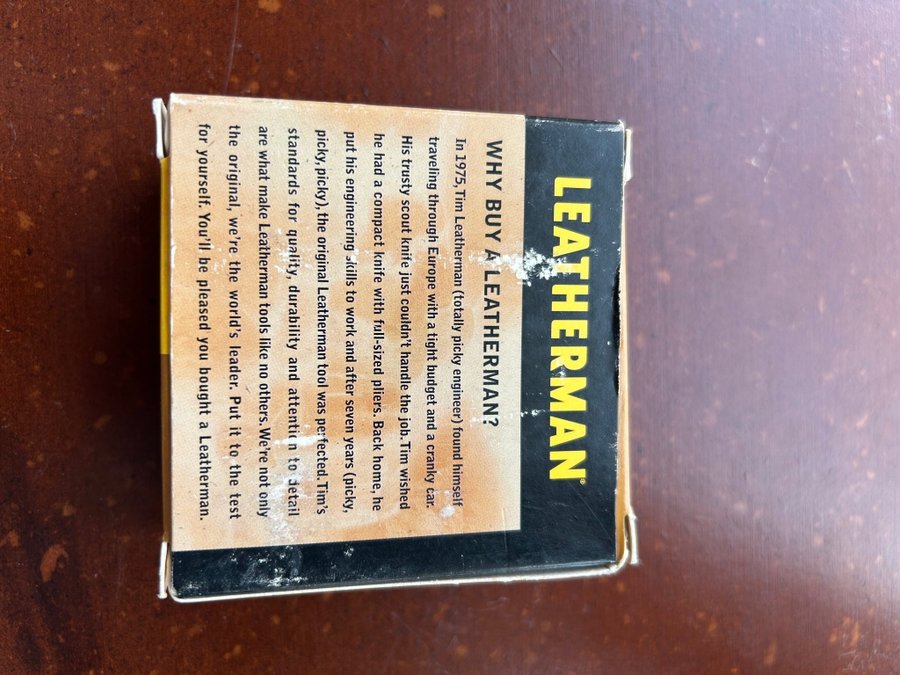 LEATHERMAN®
WHY BUY A LEATHERMAN?
In 1975, Tim Leatherman (totally picky engineer) found himself
traveling through Europe with a tight budget and a cranky car.
His trusty scout knife just couldn't handle the job. Tim wished
he had a compact knife with full-sized pliers. Back home, he
put his engineering skills to work and after seven years (picky,
picky, picky), the original Leatherman tool was perfected. Tim's
standards for quality, durability and attention to detail
are what make Leatherman tools like no others. We're not only
the original, we're the world's leader. Put it to the test
for yourself. You'll be pleased you bought a Leatherman.